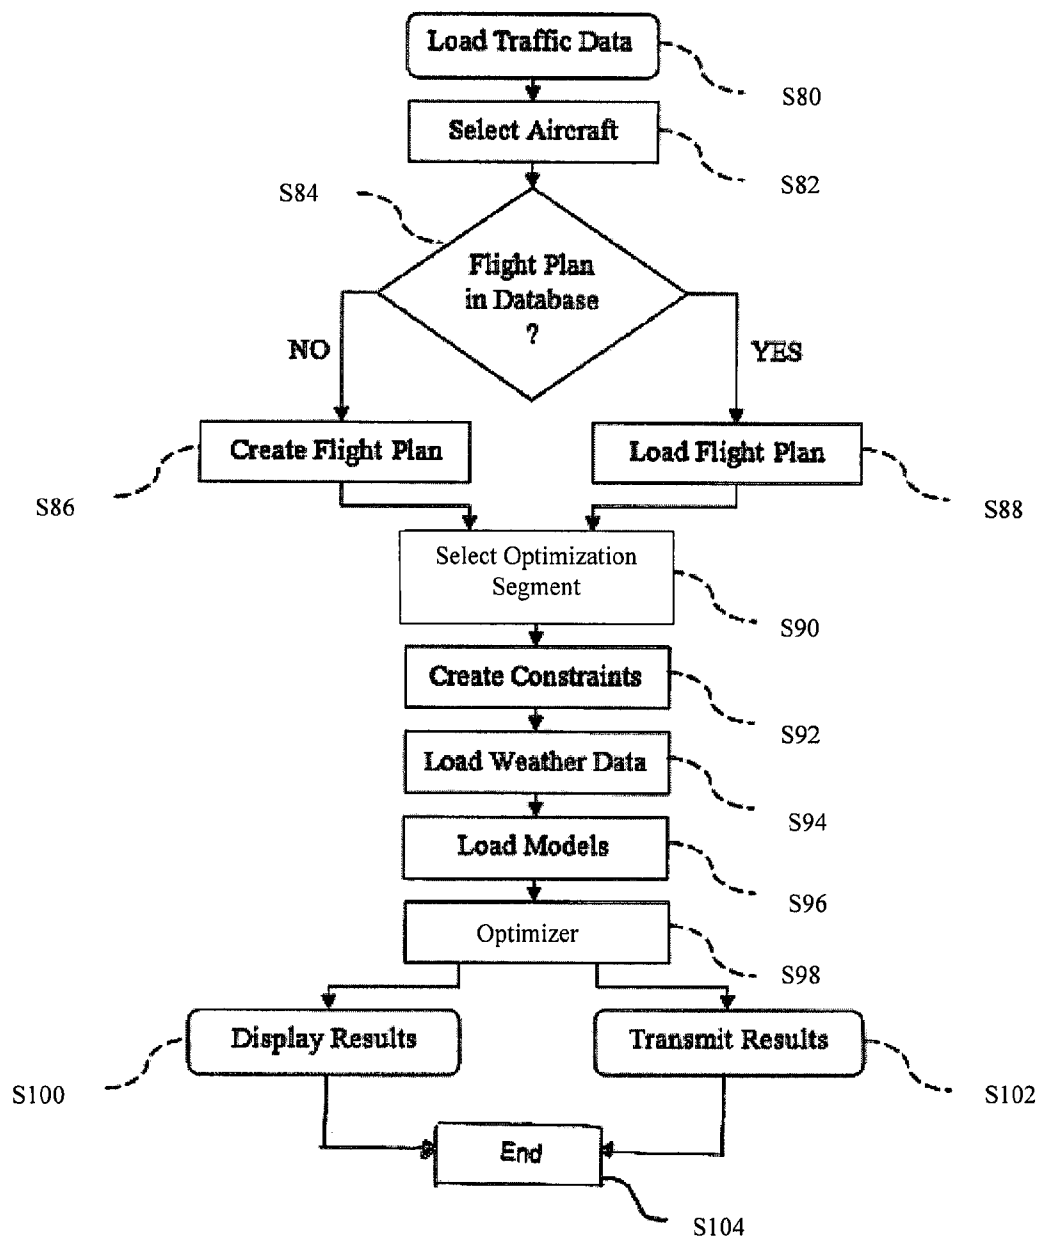 Load Traffic Data
S80
Select Aircraft
S82
S84
Flight Plan
in Database
?
NO
YES
Create Flight Plan
Load Flight Plan
S86
S88
Select Optimization
Segment
S90
Create Constraints
S92
Load Weather Data
S94
Load Models
S96
Optimizer
S98
Display Results
Transmit Results
S100
S102
End
S104